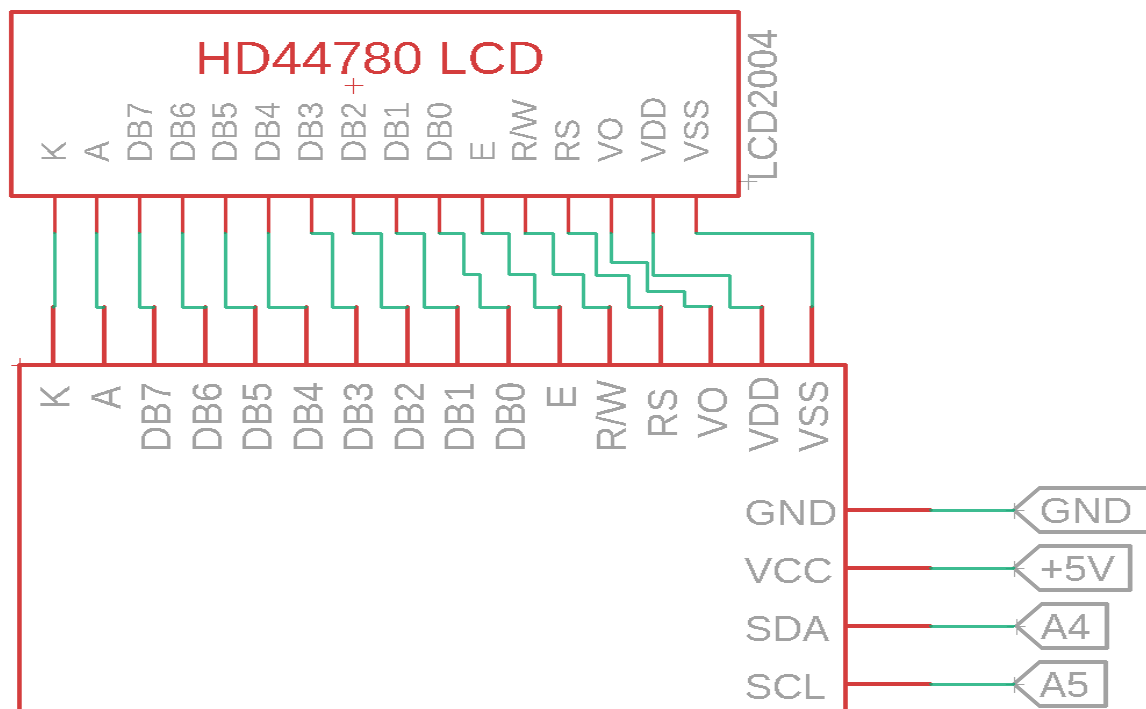 HD44780 LCD
LCD2004
K A DB7 DB6 DB5 DB4 DB3 DB2 DB1 DB0 E R/W RS VO VDD VSS
K A DB7 DB6 DB5 DB4 DB3 DB2 DB1 DB0 E R/W RS VO VDD VSS
GND GND
VCC +5V
SDA A4
SCL A5